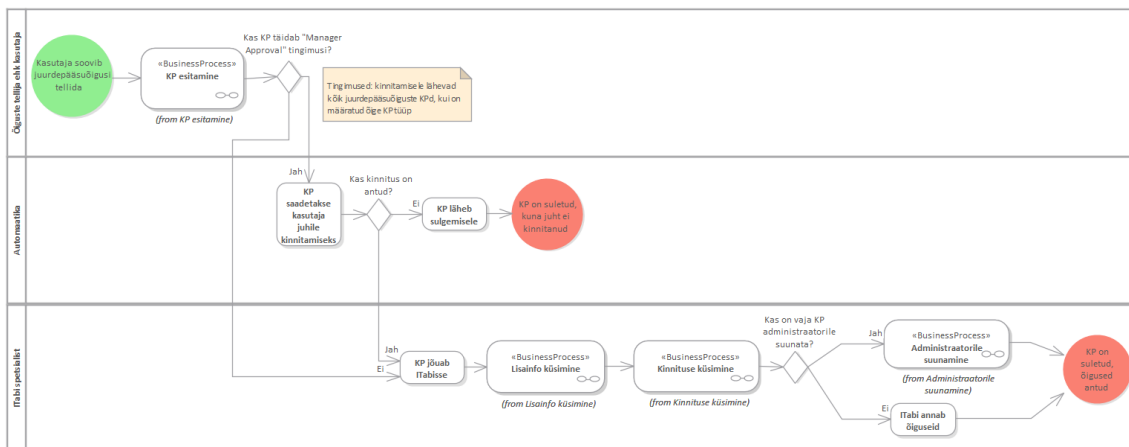 Õiguste tellija ehk kasutaja
Kasutaja soovib
juurdepääsuõigusi
tellida
«BusinessProcess»
KP esitamine
(from KP esitamine)
Kas KP täidab "Manager
Approval" tingimusi?
Tingimused: kinnitamisele lähevad
kõik juurdepääsuõiguste KPd, kui on
määratud õige KP tüüp
Automaatika
Jah
KP
saadetakse
kasutaja
juhile
kinnitamiseks
Kas kinnitus on
antud?
Ei
KP läheb
sulgemisele
KP on suletud,
kuna juht ei
kinnitanud
ITabi spetsialist
Jah
Ei
KP jõuab
ITabisse
«BusinessProcess»
Lisainfo küsimine
(from Lisainfo küsimine)
«BusinessProcess»
Kinnituse küsimine
(from Kinnituse küsimine)
Kas on vaja KP
administraatorile
suunata?
Jah
«BusinessProcess»
Administraatorile
suunamine
(from Administraatorile
suunamine)
Ei
ITabi annab
õiguseid
KP on
suletud,
õigused
antud